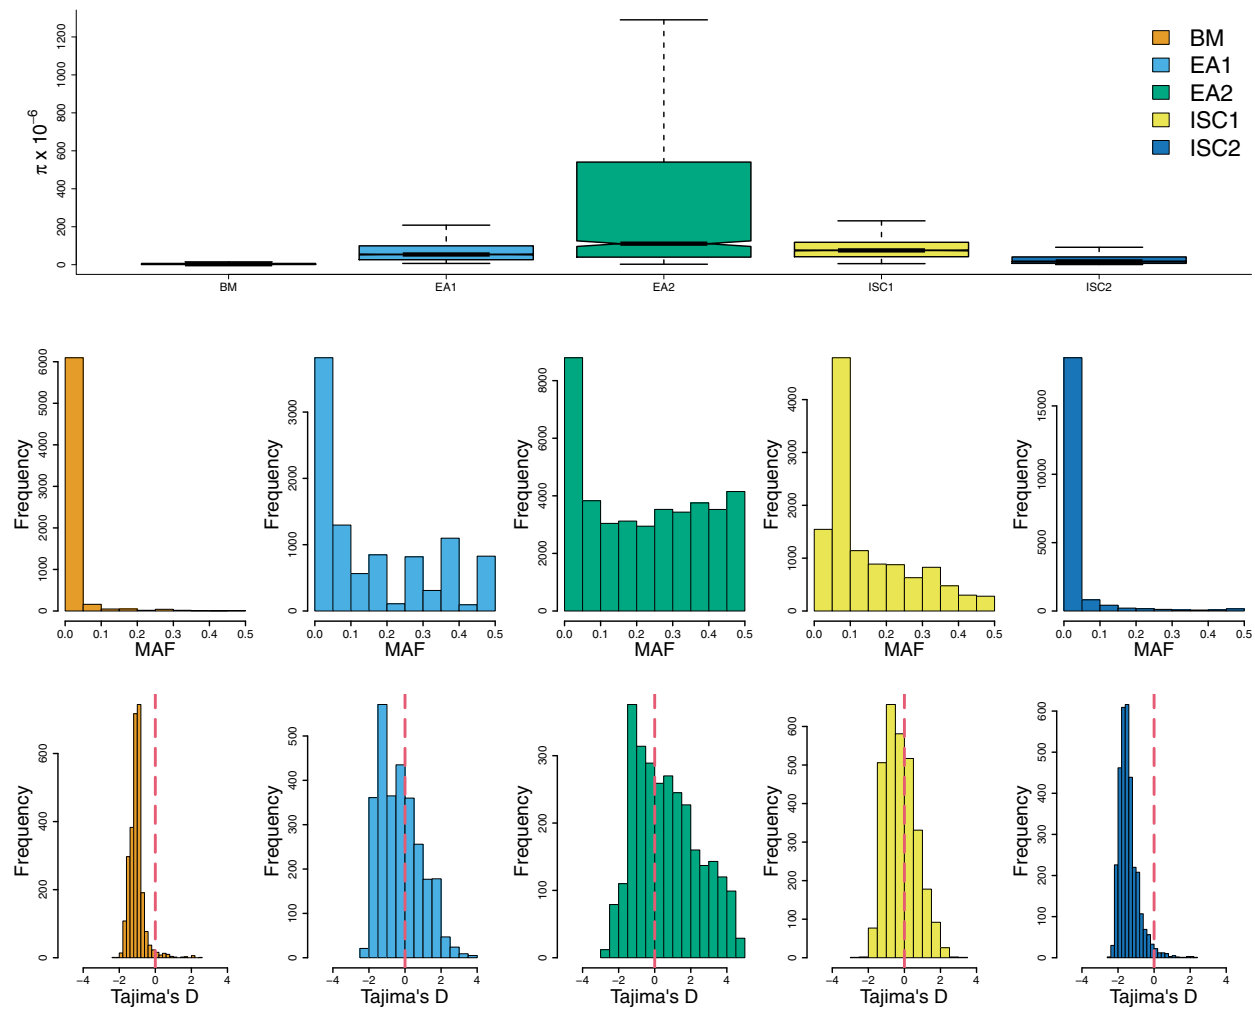 π x 10⁻⁶
0 200 400 600 800 1000 1200
BM EA1 EA2 ISC1 ISC2
BM
EA1
EA2
ISC1
ISC2
Frequency
0 1000 2000 3000 4000 5000 6000
0.0 0.1 0.2 0.3 0.4 0.5
MAF
Frequency
0 1000 2000 3000
0.0 0.1 0.2 0.3 0.4 0.5
MAF
Frequency
0 2000 4000 6000 8000
0.0 0.1 0.2 0.3 0.4 0.5
MAF
Frequency
0 1000 2000 3000 4000
0.0 0.1 0.2 0.3 0.4 0.5
MAF
Frequency
0 5000 10000 15000
0.0 0.1 0.2 0.3 0.4 0.5
MAF
Frequency
0 200 400 600
−4 −2 0 2 4
Tajima's D
Frequency
0 100 200 300 400 500
−4 −2 0 2 4
Tajima's D
Frequency
0 100 200 300
−4 −2 0 2 4
Tajima's D
Frequency
0 100 200 300 400 500 600
−4 −2 0 2 4
Tajima's D
Frequency
0 100 200 300 400 500 600
−4 −2 0 2 4
Tajima's D